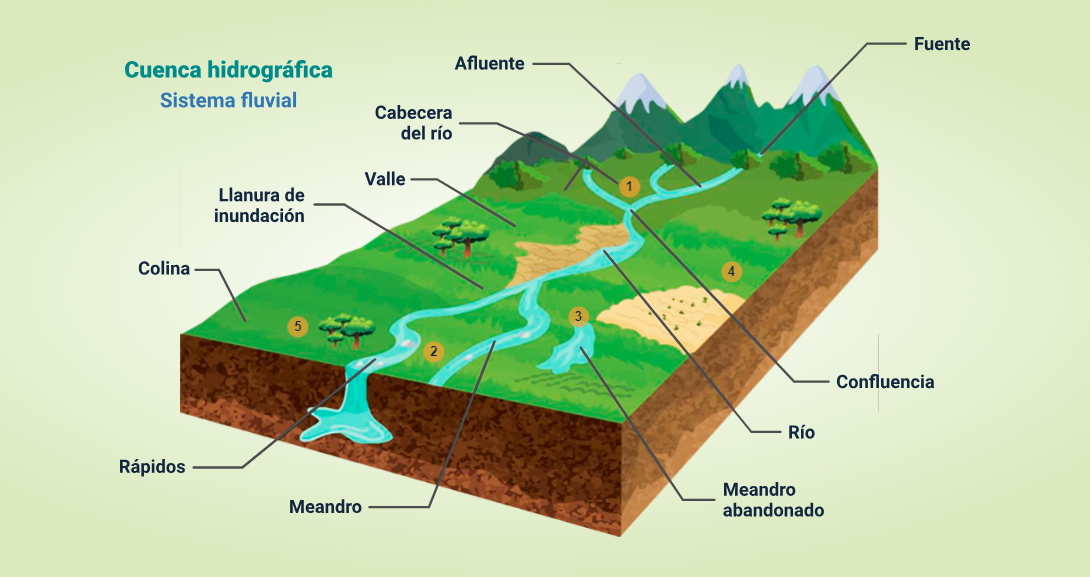 Cuenca hidrográfica
Sistema fluvial
Fuente
Afluente
Cabecera
del río
Valle
Llanura de
inundación
Colina
1
4
3
5
2
Confluencia
Río
Rápidos
Meandro
Meandro
abandonado